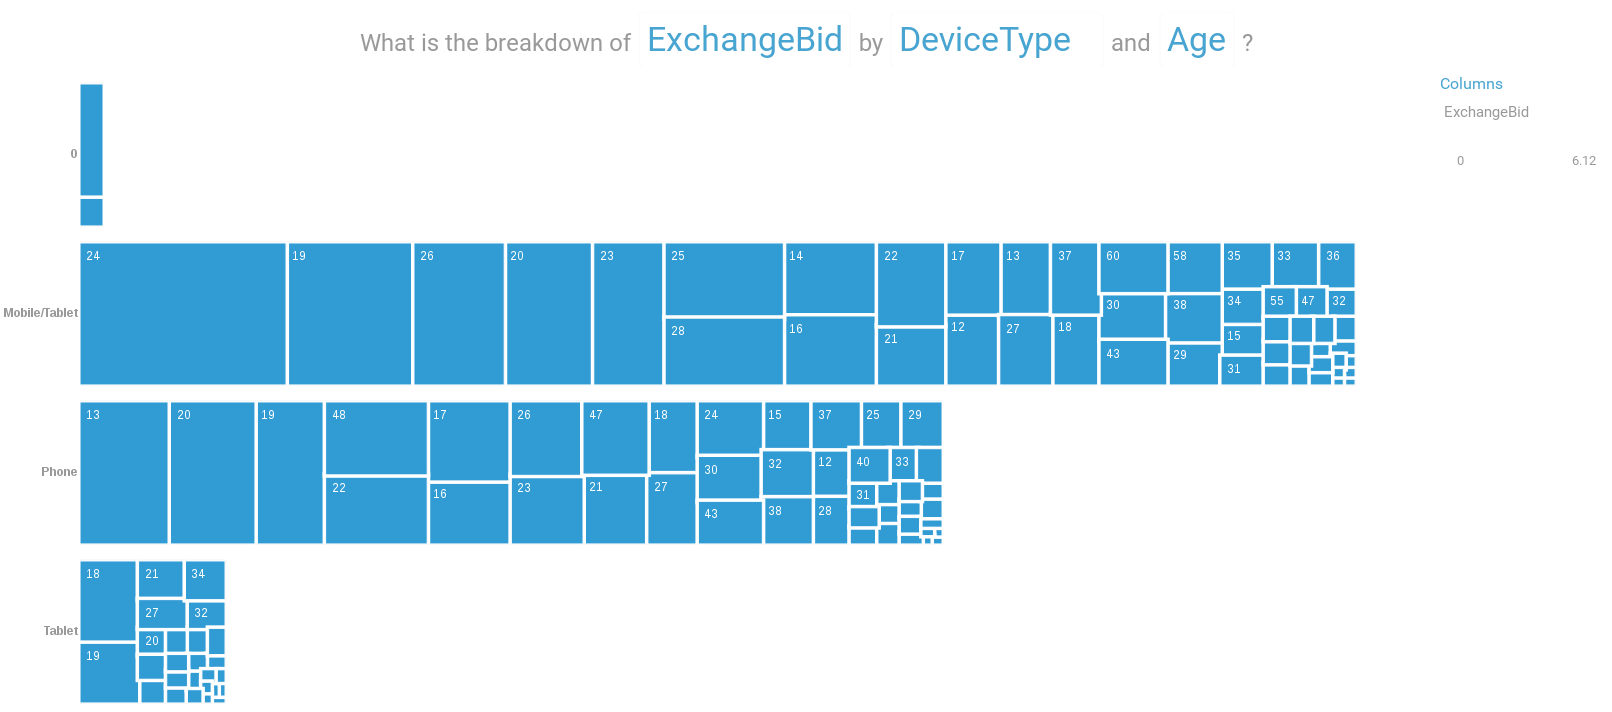 What is the breakdown of ExchangeBid by DeviceType and Age ?
Columns
ExchangeBid
0 6.12
0
24 19 26 20 23 25 14 22 17 13 37 60 58 35 33 36
30 38 34 55 47 32
Mobile/Tablet
28 16 21 12 27 18 43 29 15 31
13 20 19 48 17 26 47 18 24 15 37 25 29
30 32 12 40 33
Phone
22 16 23 21 27 43 38 28 31
18 21 34
27 32
Tablet
20
19